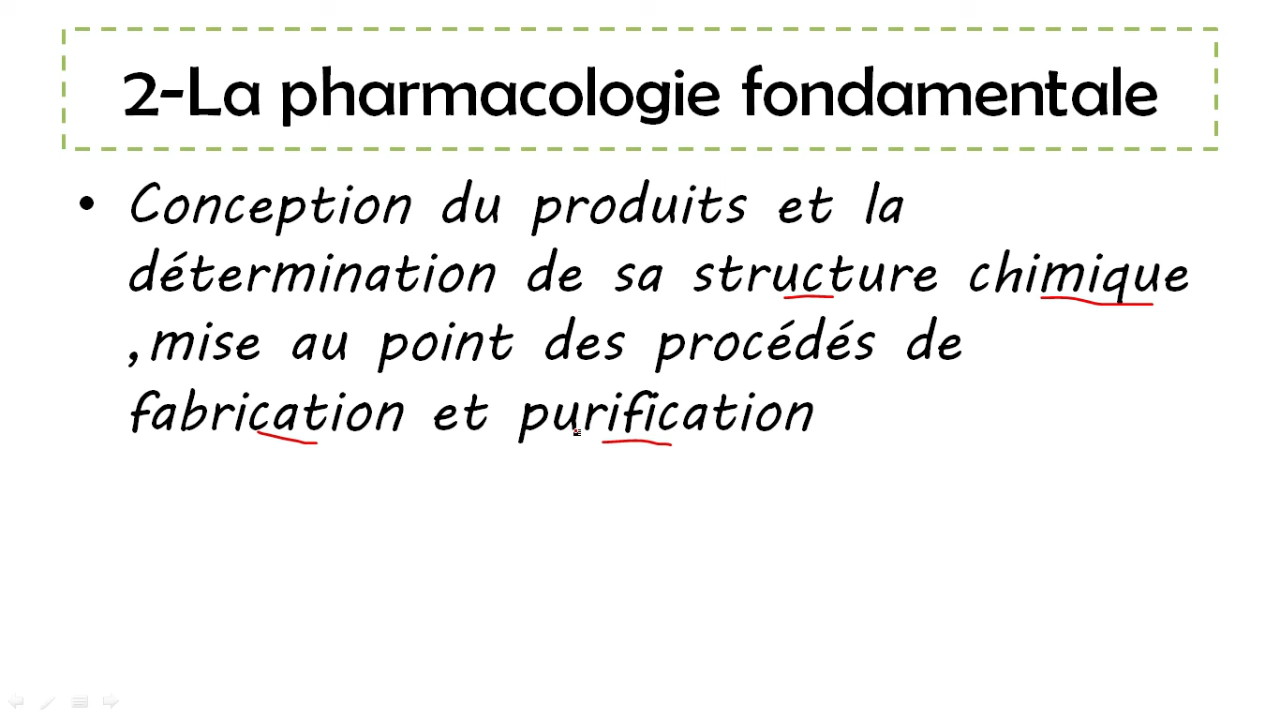 2-La pharmacologie fondamentale
• Conception du produits et la
détermination de sa structure chimique
,mise au point des procédés de
fabrication et purification